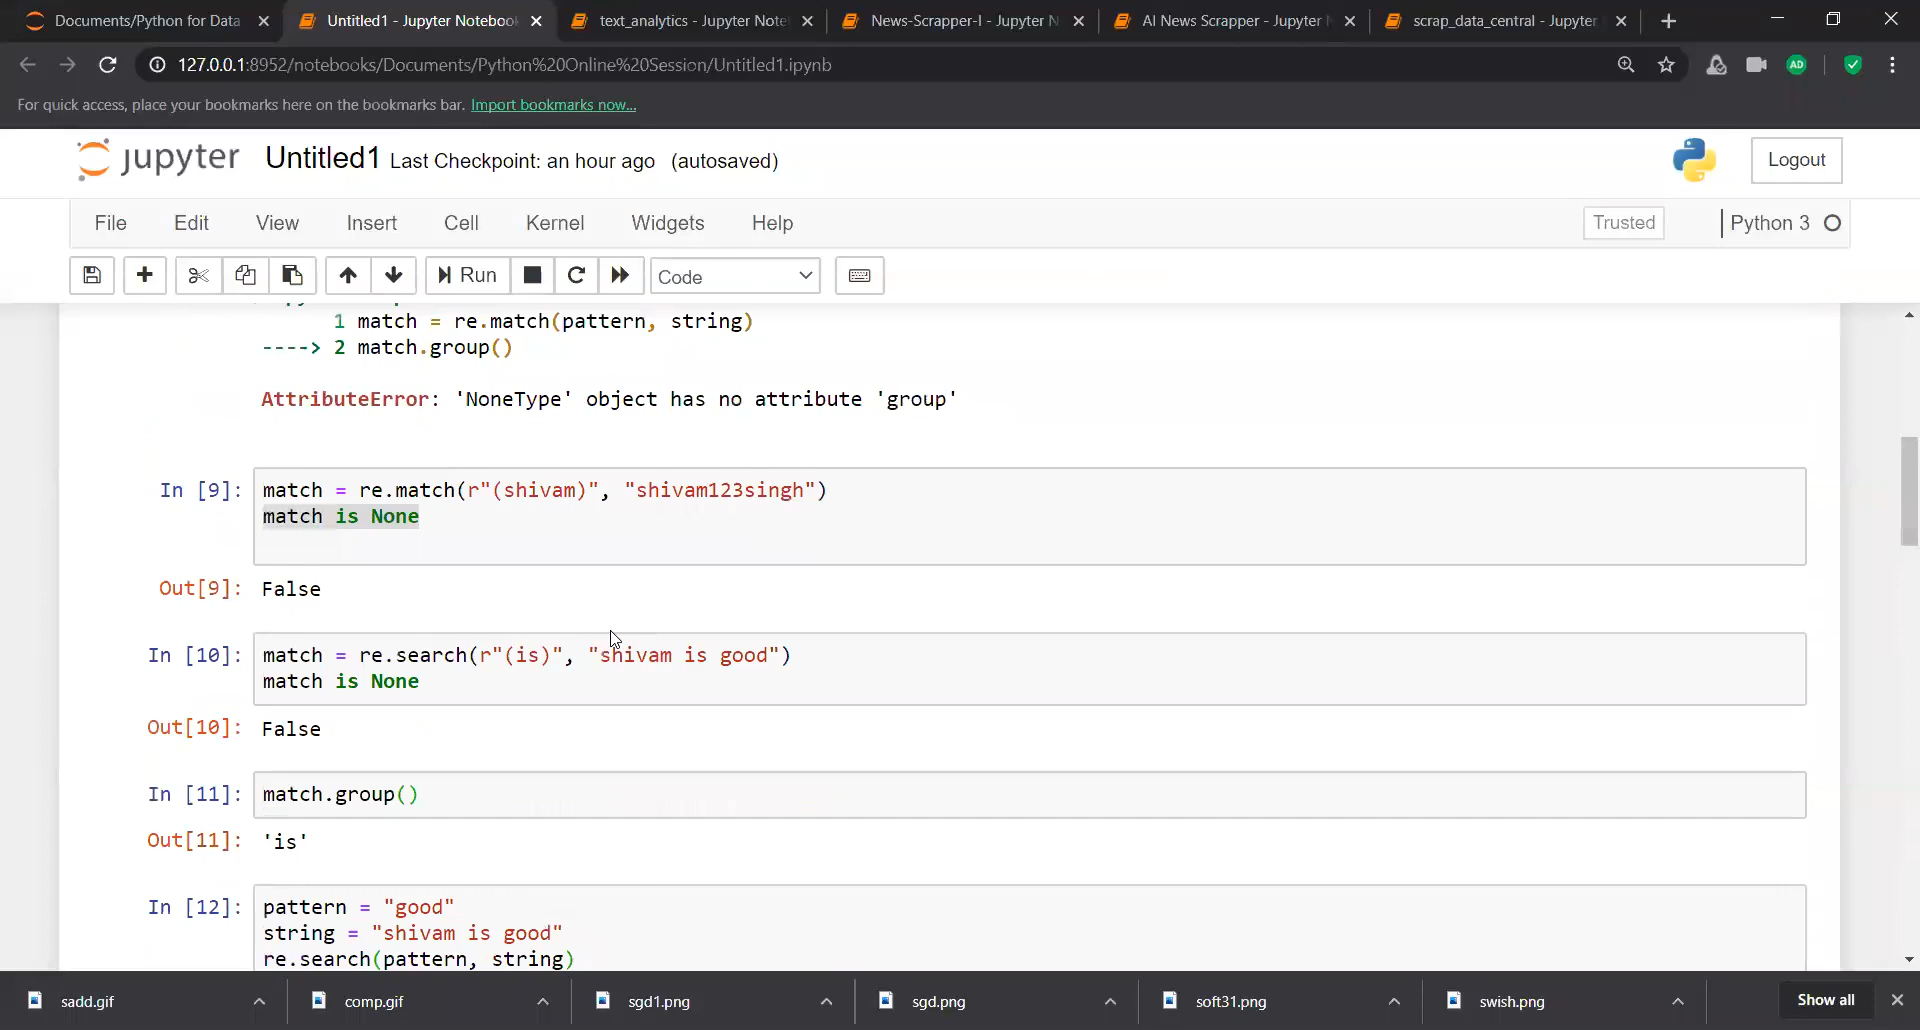 Documents/Python for Data
Untitled1 - Jupyter Notebook
text_analytics - Jupyter Note
News-Scrapper-I - Jupyter N
AI News Scrapper - Jupyter
scrap_data_central - Jupyter
127.0.0.1:8952/notebooks/Documents/Python%20Online%20Session/Untitled1.ipynb
AD
For quick access, place your bookmarks here on the bookmarks bar. Import bookmarks now...
jupyter Untitled1 Last Checkpoint: an hour ago (autosaved)
Logout
File Edit View Insert Cell Kernel Widgets Help
Trusted
Python 3
Run
Code
1 match = re.match(pattern, string)
----> 2 match.group()
AttributeError: 'NoneType' object has no attribute 'group'
In [9]: match = re.match(r"(shivam)", "shivam123singh")
match is None
Out[9]: False
In [10]: match = re.search(r"(is)", "shivam is good")
match is None
Out[10]: False
In [11]: match.group()
Out[11]: 'is'
In [12]: pattern = "good"
string = "shivam is good"
re.search(pattern, string)
sadd.gif
comp.gif
sgd1.png
sgd.png
soft31.png
swish.png
Show all